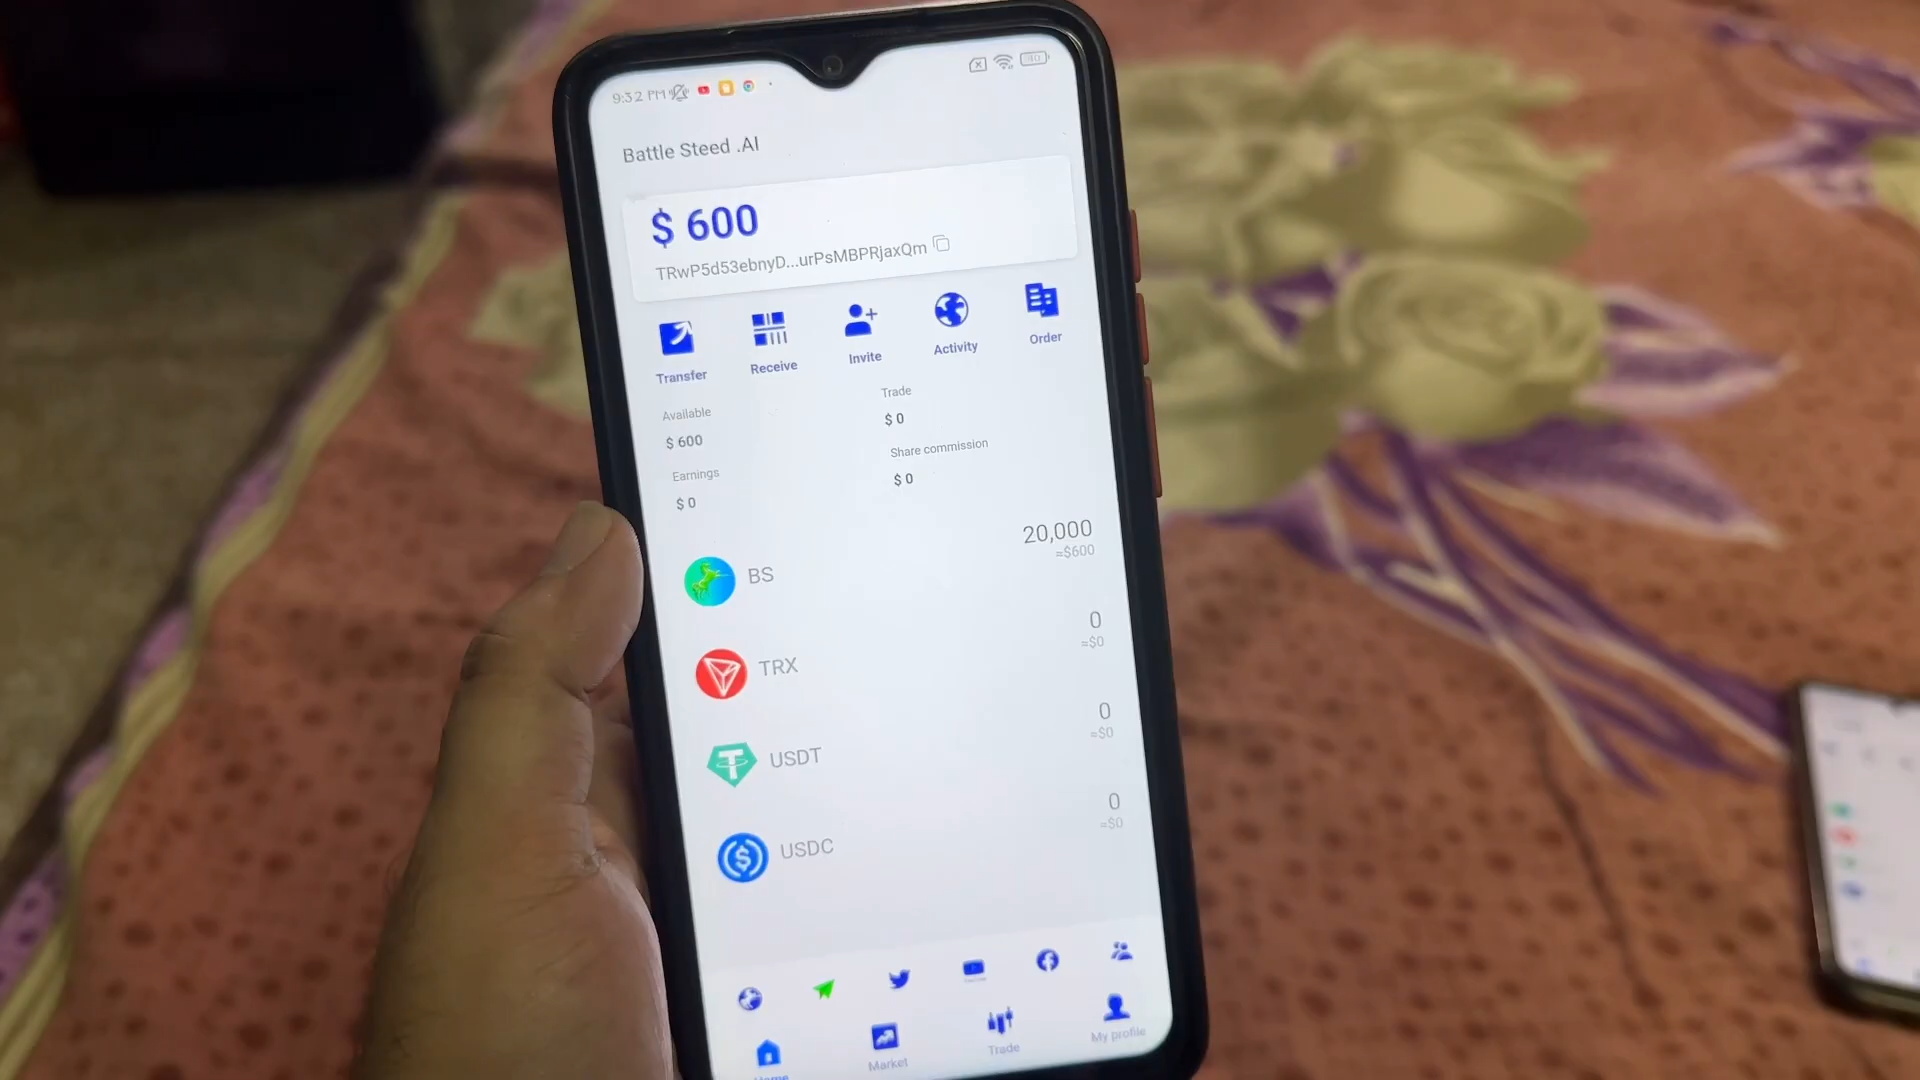 9:32 PM
Battle Steed .AI
$ 600
TRwP5d53ebnyD...urPsMBPRjaxQm
Transfer
Receive
Invite
Activity
Order
Available
$ 600
Trade
$ 0
Earnings
$ 0
Share commission
$ 0
BS
20,000
≈$600
TRX
0
≈$0
USDT
0
≈$0
USDC
0
≈$0
Home
Market
Trade
My profile